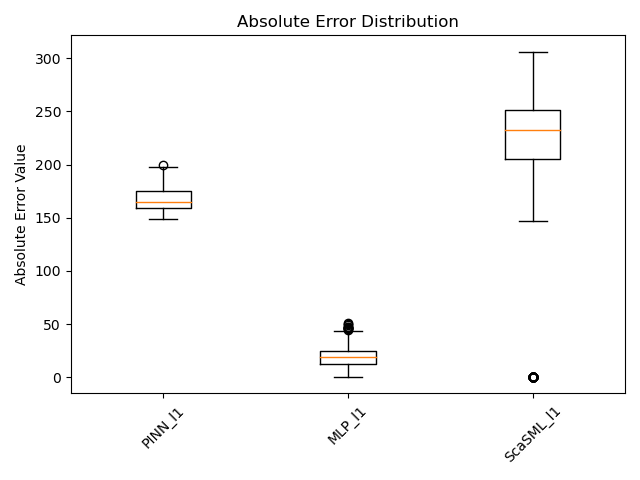 Absolute Error Distribution
Absolute Error Value
300
250
200
150
100
50
0
PINN_l1
MLP_l1
ScaSML_l1